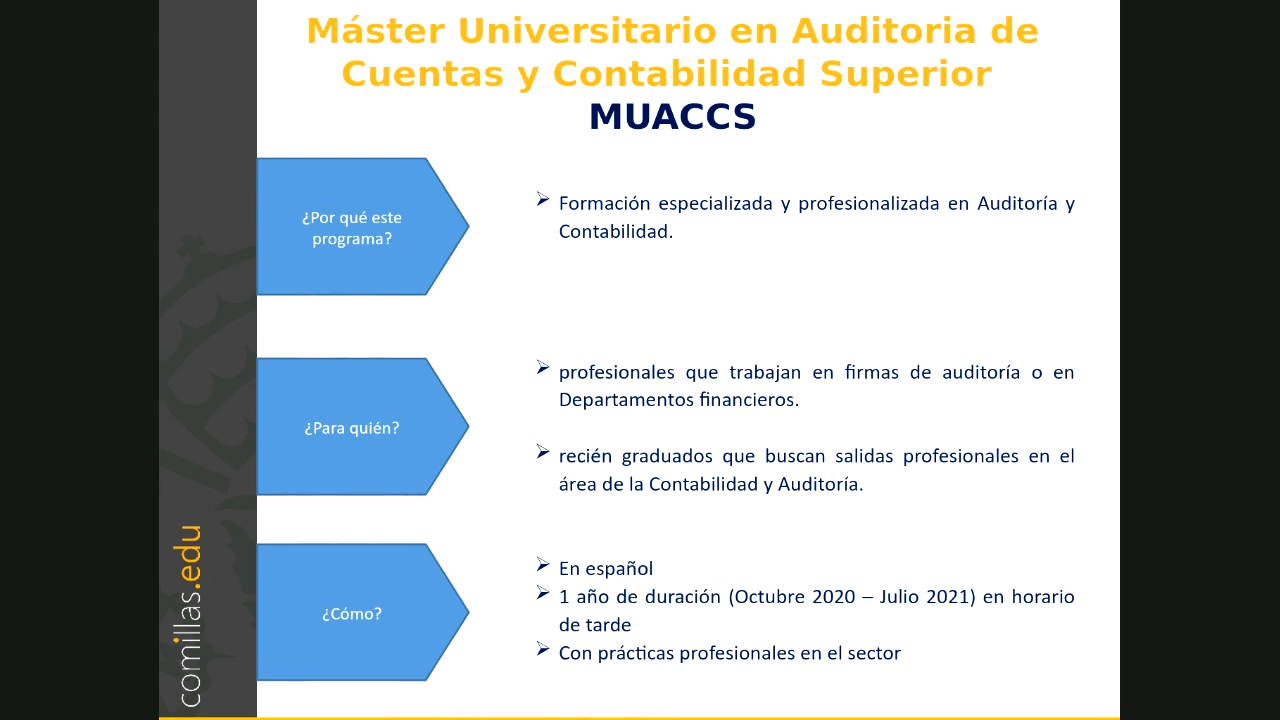 Máster Universitario en Auditoria de
Cuentas y Contabilidad Superior
MUACCS
¿Por qué este
programa?
➢ Formación especializada y profesionalizada en Auditoría y
Contabilidad.
¿Para quién?
➢ profesionales que trabajan en firmas de auditoría o en
Departamentos financieros.
➢ recién graduados que buscan salidas profesionales en el
área de la Contabilidad y Auditoría.
¿Cómo?
➢ En español
➢ 1 año de duración (Octubre 2020 – Julio 2021) en horario
de tarde
➢ Con prácticas profesionales en el sector
comillas.edu